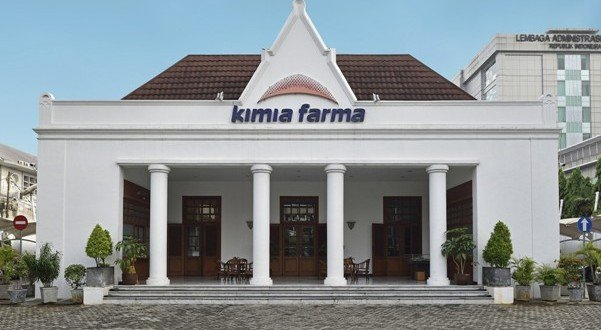 LEMBAGA ADMINISTRASI
REPUBLIK INDONESIA
kimia farma